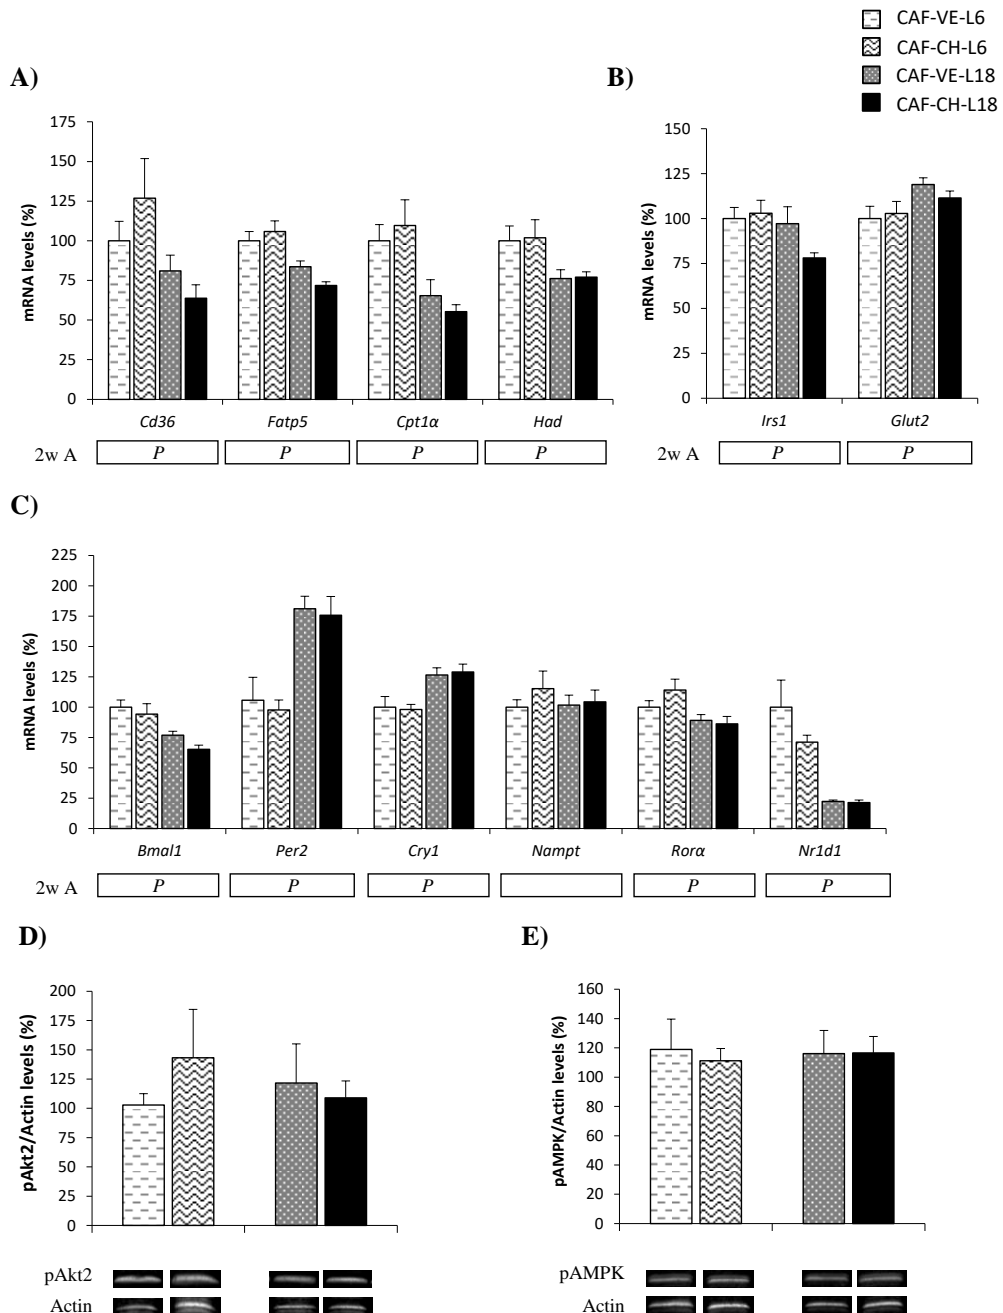 CAF-VE-L6
CAF-CH-L6
CAF-VE-L18
CAF-CH-L18
A)
mRNA levels (%)
175
150
125
100
75
50
25
0
Cd36 Fatp5 Cpt1α Had
2w A P P P P
B)
mRNA levels (%)
150
125
100
75
50
25
0
Irs1 Glut2
2w A P P
C)
mRNA levels (%)
225
200
175
150
125
100
75
50
25
0
Bmal1 Per2 Cry1 Nampt Rorα Nr1d1
2w A P P P P P
D)
pAkt2/Actin levels (%)
200
175
150
125
100
75
50
25
0
pAkt2
Actin
E)
pAMPK/Actin levels (%)
160
140
120
100
80
60
40
20
0
pAMPK
Actin